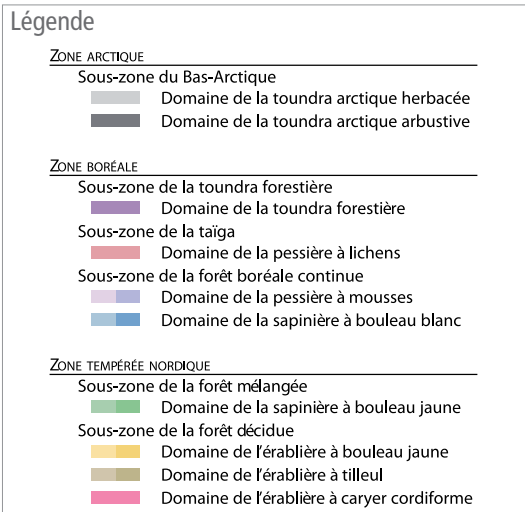 Légende
ZONE ARCTIQUE
Sous-zone du Bas-Arctique
Domaine de la toundra arctique herbacée
Domaine de la toundra arctique arbustive
ZONE BORÉALE
Sous-zone de la toundra forestière
Domaine de la toundra forestière
Sous-zone de la taïga
Domaine de la pessière à lichens
Sous-zone de la forêt boréale continue
Domaine de la pessière à mousses
Domaine de la sapinière à bouleau blanc
ZONE TEMPÉRÉE NORDIQUE
Sous-zone de la forêt mélangée
Domaine de la sapinière à bouleau jaune
Sous-zone de la forêt décidue
Domaine de l'érablière à bouleau jaune
Domaine de l'érablière à tilleul
Domaine de l'érablière à caryer cordiforme